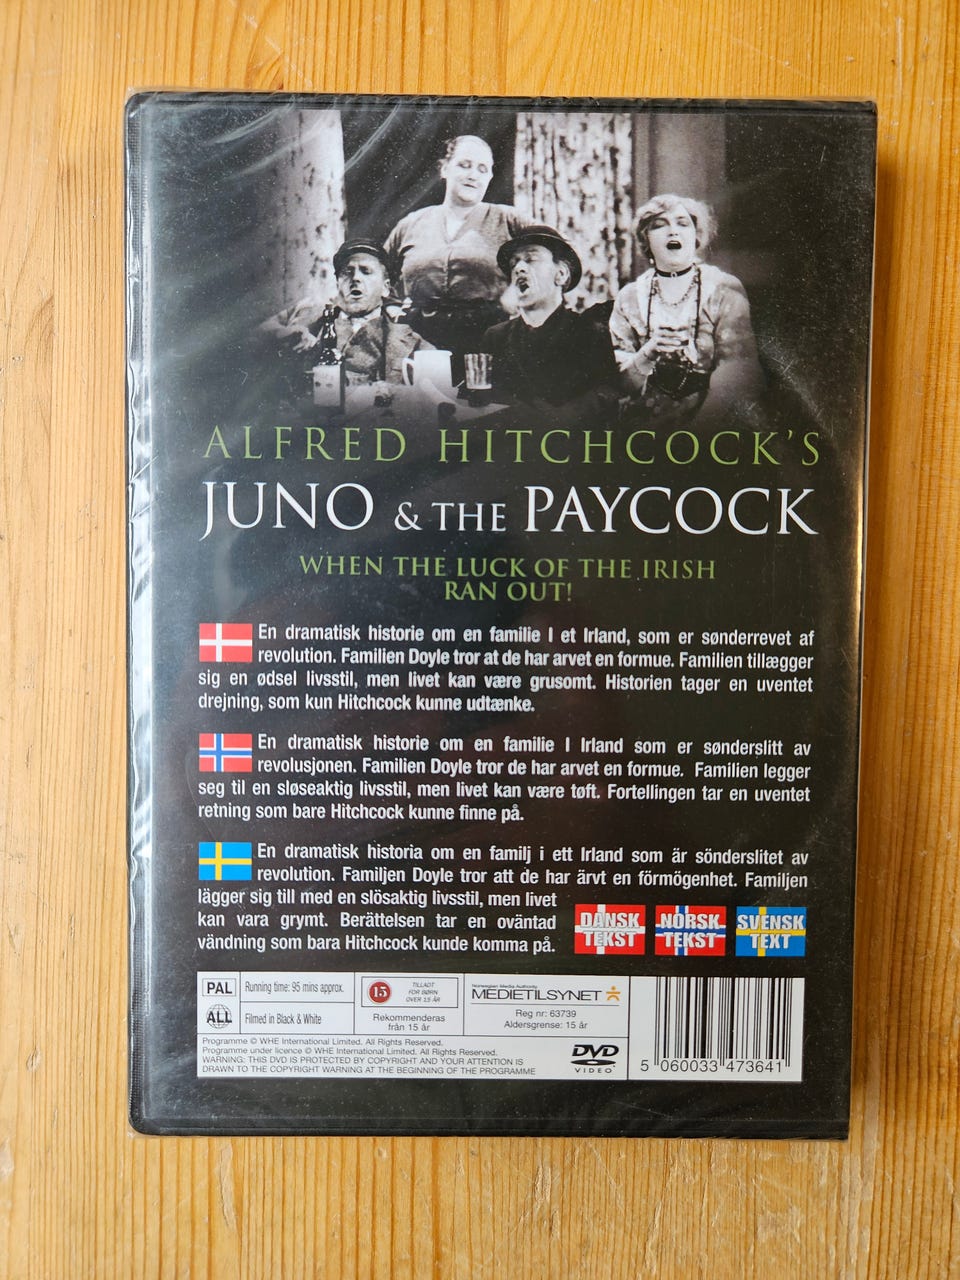 ALFRED HITCHCOCK'S
JUNO & THE PAYCOCK
WHEN THE LUCK OF THE IRISH
RAN OUT!
En dramatisk historie om en familie I et Irland, som er sønderrevet af
revolution. Familien Doyle tror at de har arvet en formue. Familien tillægger
sig en ødsel livsstil, men livet kan være grusomt. Historien tager en uventet
drejning, som kun Hitchcock kunne udtænke.
En dramatisk historie om en familie I Irland som er sønderslitt av
revolusjonen. Familien Doyle tror de har arvet en formue. Familien legger
seg til en sløseaktig livsstil, men livet kan være tøft. Fortellingen tar en uventet
retning som bare Hitchcock kunne finne på.
En dramatisk historia om en familj i ett Irland som är sönderslitet av
revolution. Familjen Doyle tror att de har ärvt en förmögenhet. Familjen
lägger sig till med en slösaktig livsstil, men livet
kan vara grymt. Berättelsen tar en oväntad
vändning som bara Hitchcock kunde komma på.
DANSK
TEKST
NORSK
TEKST
SVENSK
TEXT
PAL
Running time: 95 mins approx.
ALL
Filmed in Black & White
15
TILLADT
FOR BØRN
OVER 15 ÅR
Rekommenderas
från 15 år
Norwegian Media Authority
MEDIETILSYNET
Reg nr: 63739
Aldersgrense: 15 år
Programme © WHE International Limited. All Rights Reserved.
Programme under licence © WHE International Limited. All Rights Reserved.
WARNING: THIS DVD IS PROTECTED BY COPYRIGHT AND YOUR ATTENTION IS
DRAWN TO THE COPYRIGHT WARNING AT THE BEGINNING OF THE PROGRAMME
DVD
VIDEO
5 060033 473641